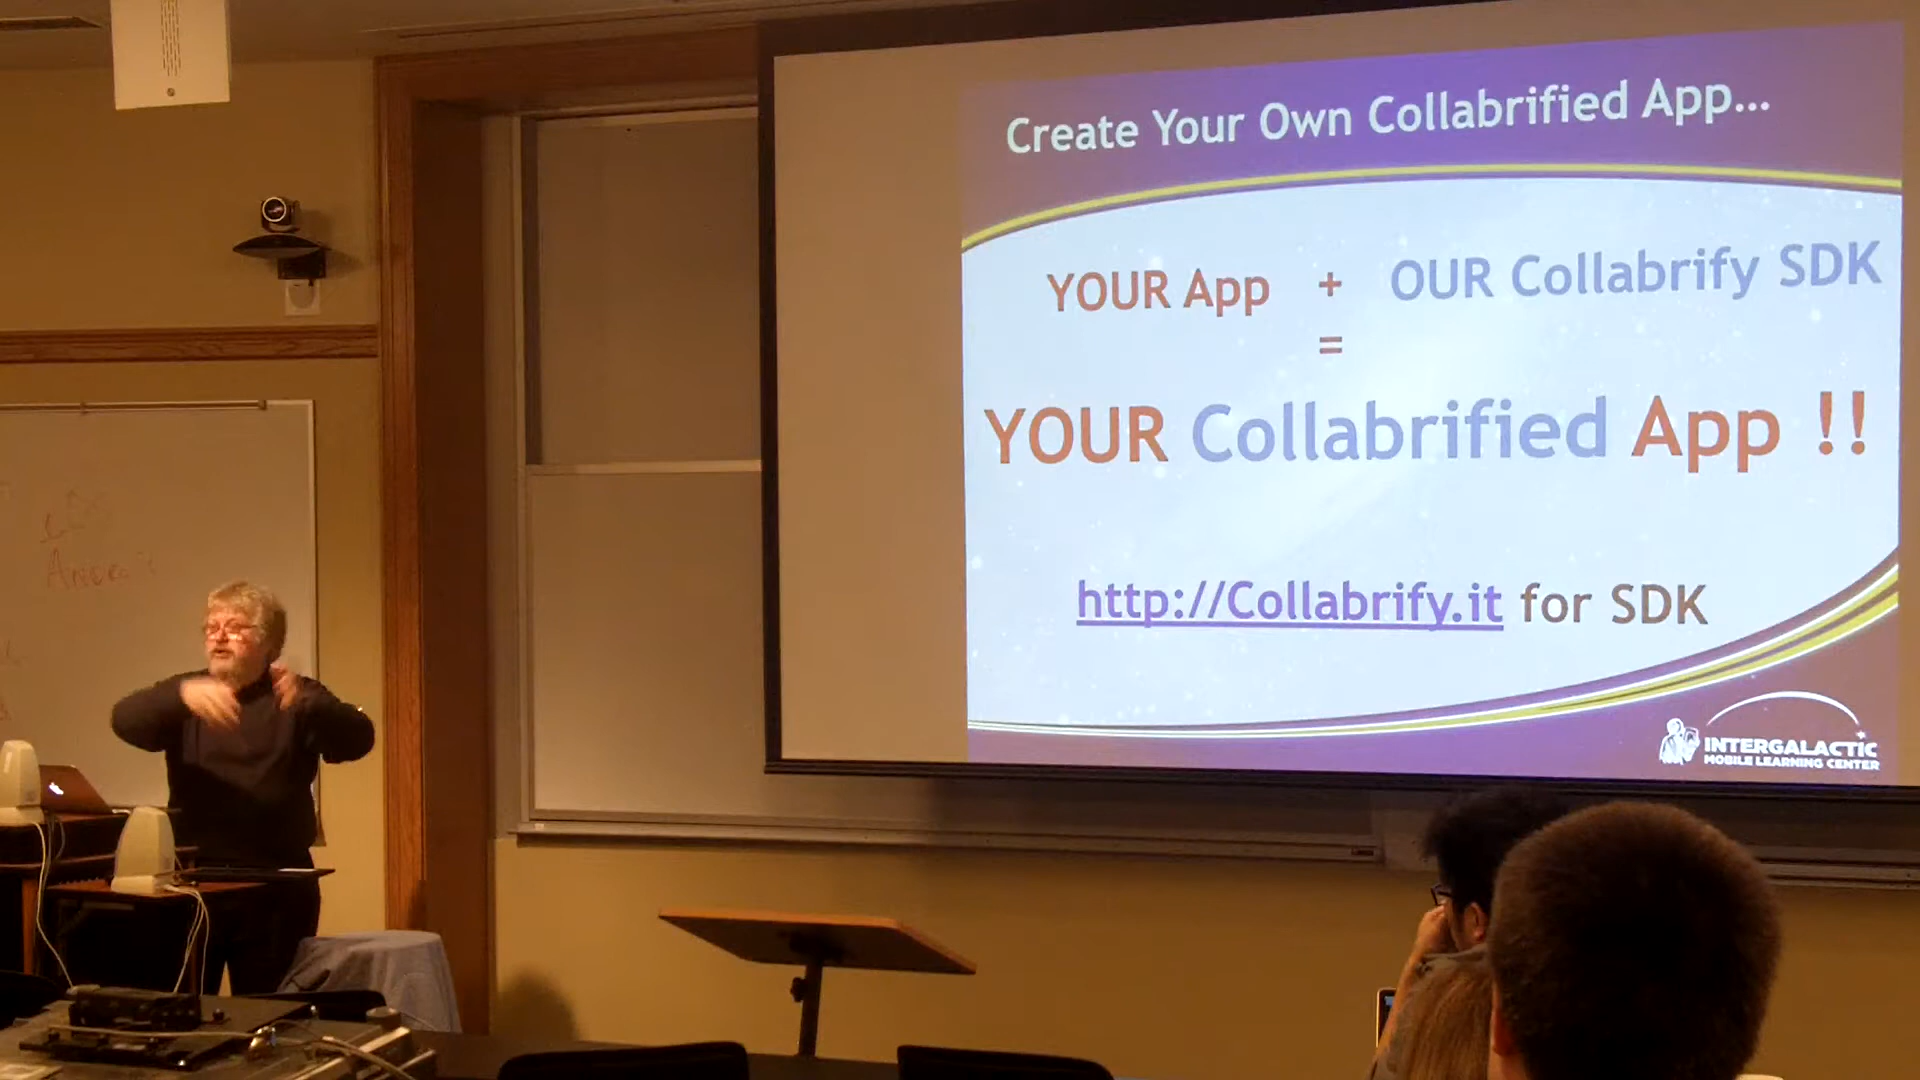 Create Your Own Collabrified App...
YOUR App + OUR Collabrify SDK
=
YOUR Collabrified App !!
http://Collabrify.it for SDK
INTERGALACTIC
MOBILE LEARNING CENTER